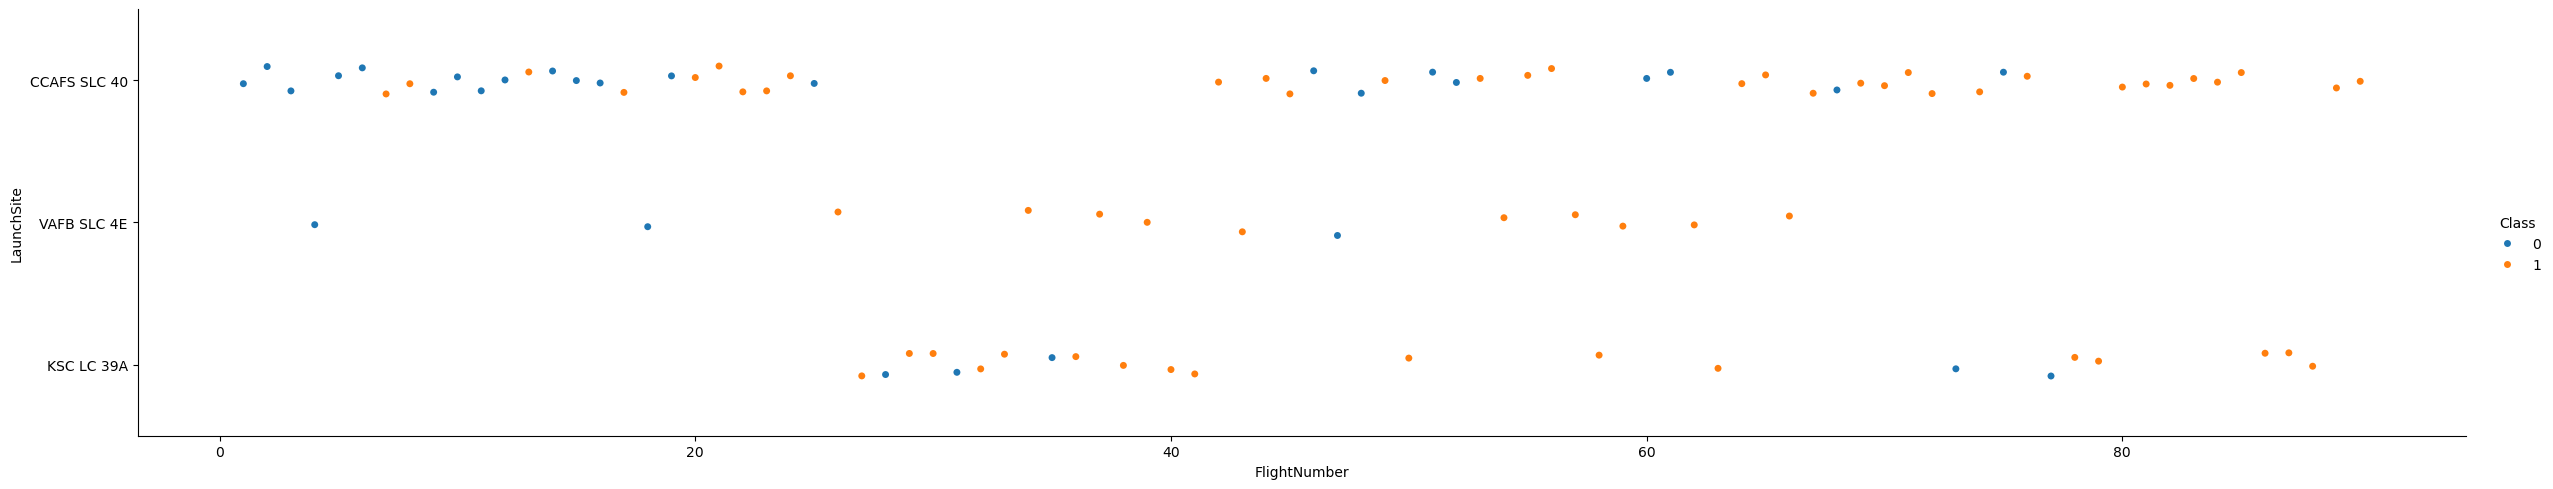 CCAFS SLC 40
VAFB SLC 4E
KSC LC 39A
LaunchSite
0 20 40 60 80
FlightNumber
Class
0
1